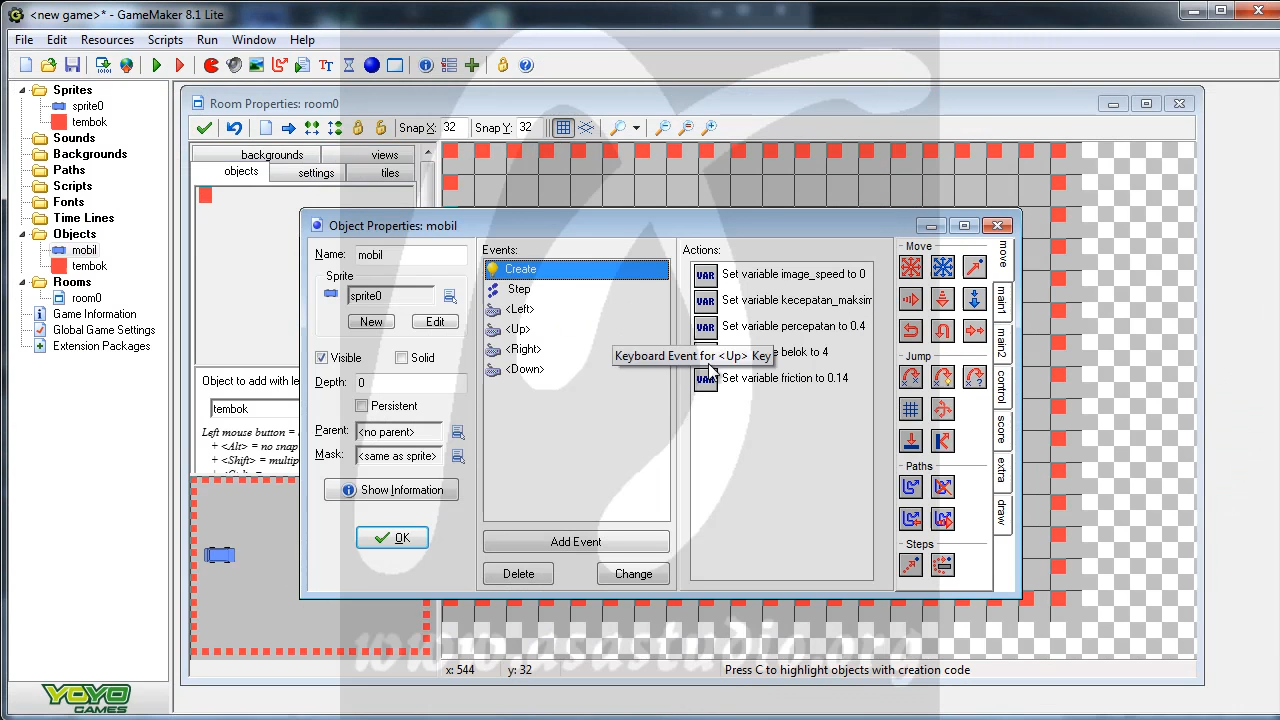 <new game>* - GameMaker 8.1 Lite
File Edit Resources Scripts Run Window Help
Sprites
sprite0
tembok
Sounds
Backgrounds
Paths
Scripts
Fonts
Time Lines
Objects
mobil
tembok
Rooms
room0
Game Information
Global Game Settings
Extension Packages
YOYO
GAMES
Room Properties: room0
Snap X: 32 Snap Y: 32
backgrounds views
objects settings tiles
Object to add with le
tembok
Left mouse button = a
+ <Alt> = no snap
+ <Shift> = multip
x: 544 y: 32 Press C to highlight objects with creation code
Object Properties: mobil
Name: mobil
Sprite
sprite0
New Edit
Visible Solid
Depth: 0
Persistent
Parent: <no parent>
Mask: <same as sprite>
Show Information
OK
Events:
Create
Step
<Left>
<Up>
<Right>
<Down>
Add Event
Delete Change
Actions:
VAR Set variable image_speed to 0
VAR Set variable kecepatan_maksim
VAR Set variable percepatan to 0.4
belok to 4
VAR Set variable friction to 0.14
Keyboard Event for <Up> Key
Move
Jump
Paths
Steps
move
main1
main2
control
score
extra
draw
www.asastudio.org